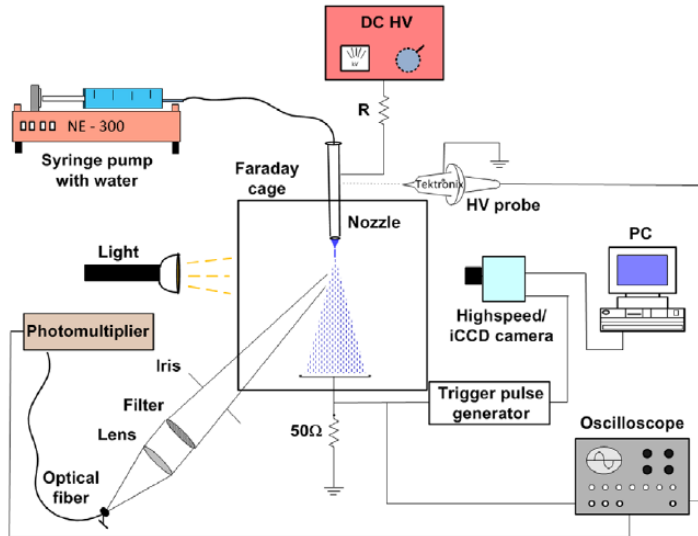 DC HV
R
NE - 300
Syringe pump
with water
Faraday
cage
Tektronix
HV probe
Nozzle
PC
Light
Highspeed/
iCCD camera
Photomultiplier
Iris
Trigger pulse
generator
Filter
Oscilloscope
50Ω
Lens
Optical
fiber